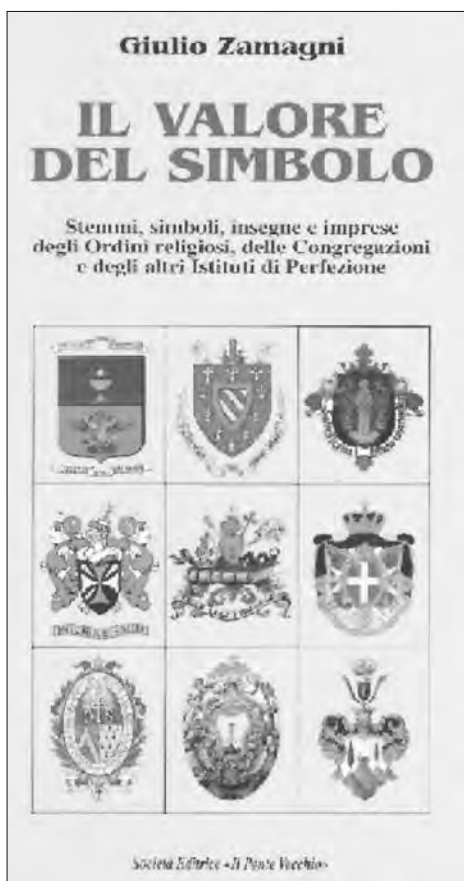 Giulio Zamagni
IL VALORE
DEL SIMBOLO
Stemmi, simboli, insegne e imprese
degli Ordini religiosi, delle Congregazioni
e degli altri Istituti di Perfezione
Società Editrice «Il Ponte Vecchio»